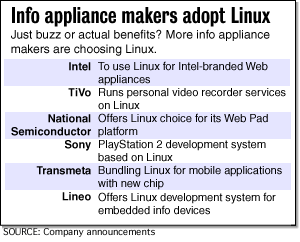 Info appliance makers adopt Linux
Just buzz or actual benefits? More info appliance
makers are choosing Linux.
Intel To use Linux for Intel-branded Web
appliances
TiVo Runs personal video recorder services
on Linux
National Offers Linux choice for its Web Pad
Semiconductor platform
Sony PlayStation 2 development system
based on Linux
Transmeta Bundling Linux for mobile applications
with new chip
Lineo Offers Linux development system for
embedded info devices
SOURCE: Company announcements